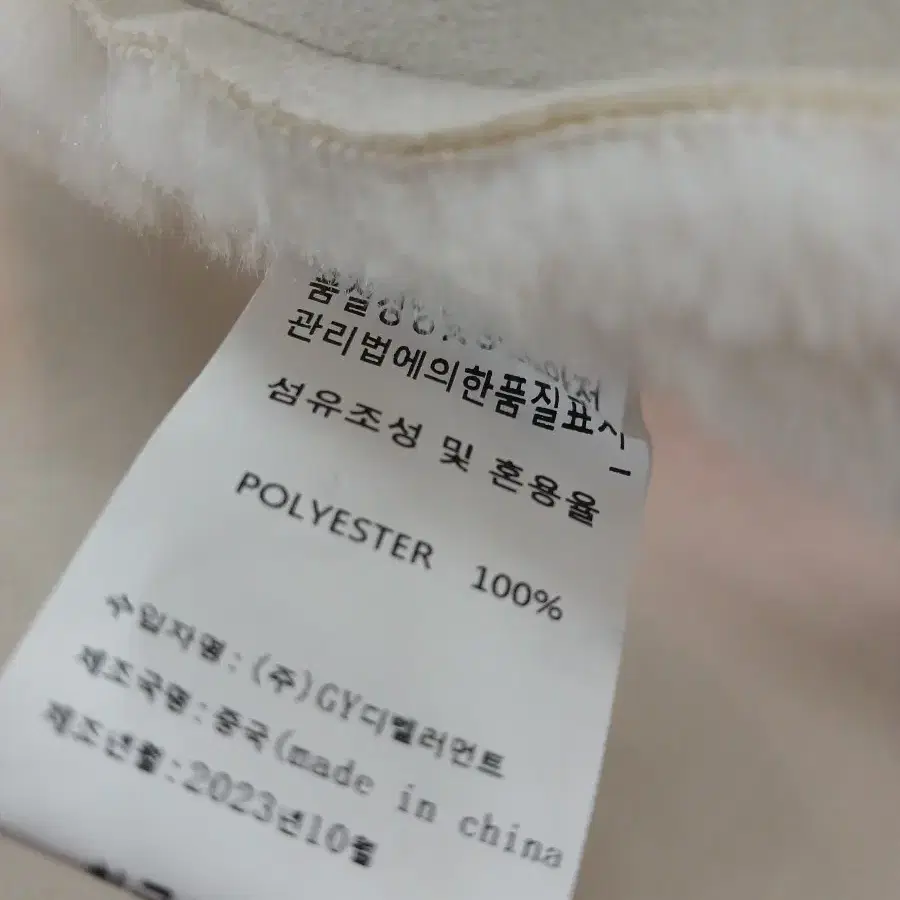 관리법에의한품질표시
섬유조성 및 혼용율
POLYESTER 100%
수입자명:(주)GY디벨러먼트
제조국명:중국(made in china
제조년월:2023년10월